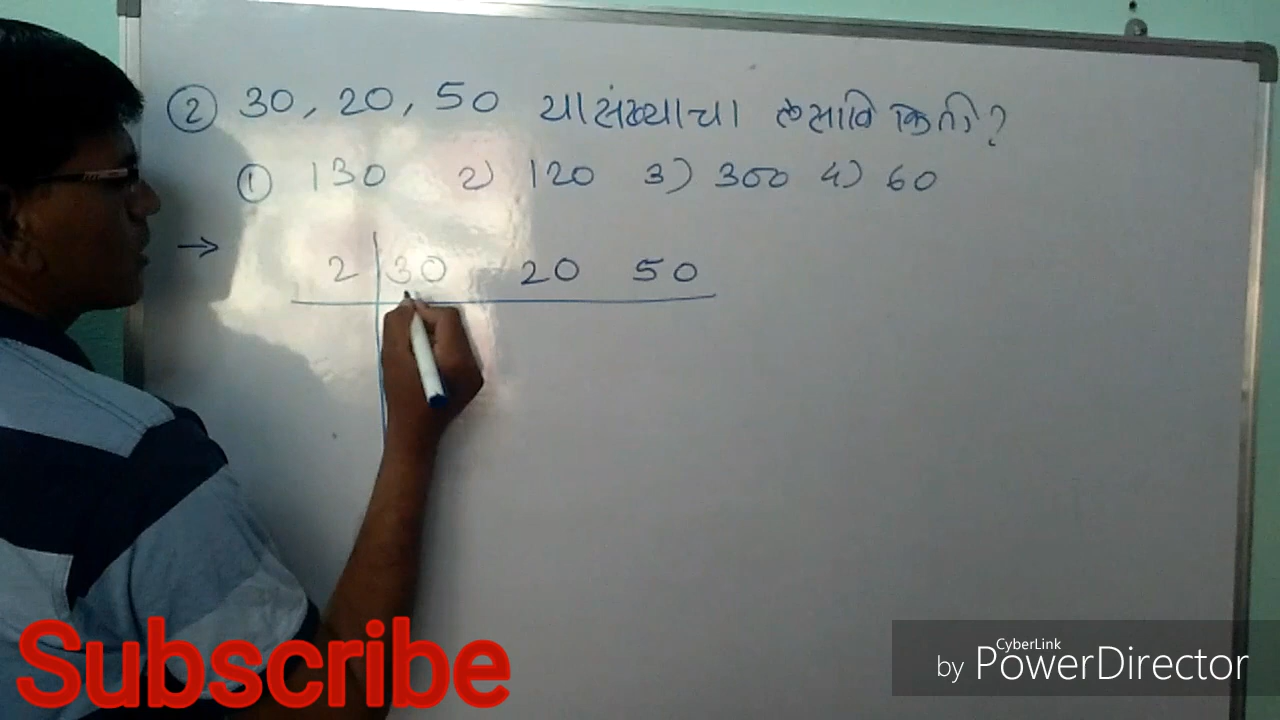 ② 30, 20, 50 या संख्याचा लसावि किती?
① 130 2) 120 3) 300 4) 60
→ 2 30 20 50
Subscribe
CyberLink
by PowerDirector